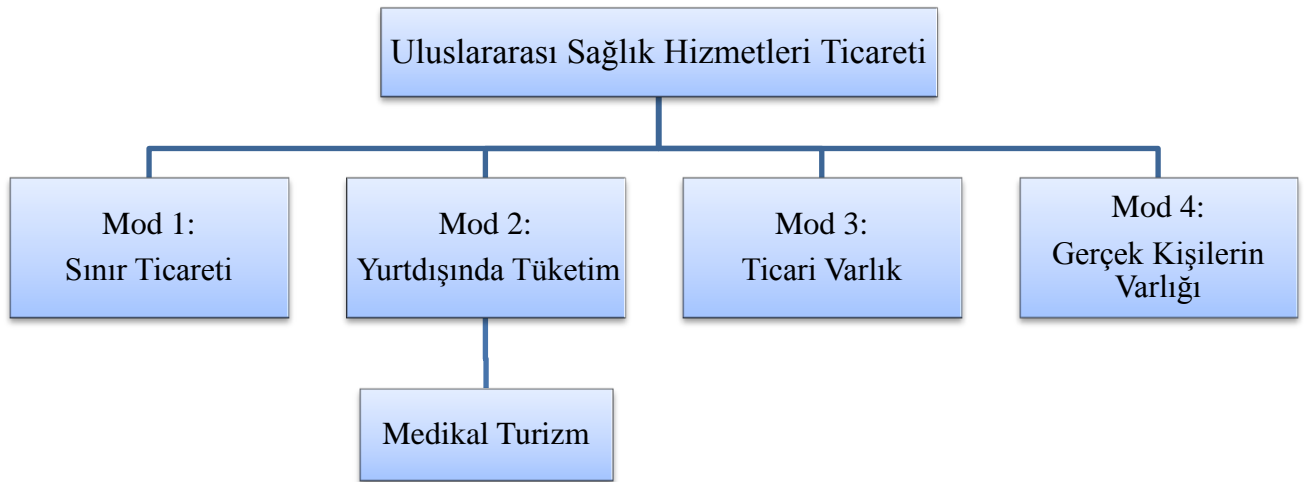 Uluslararası Sağlık Hizmetleri Ticareti
Mod 1:
Sınır Ticareti
Mod 2:
Yurtdışında Tüketim
Mod 3:
Ticari Varlık
Mod 4:
Gerçek Kişilerin
Varlığı
Medikal Turizm